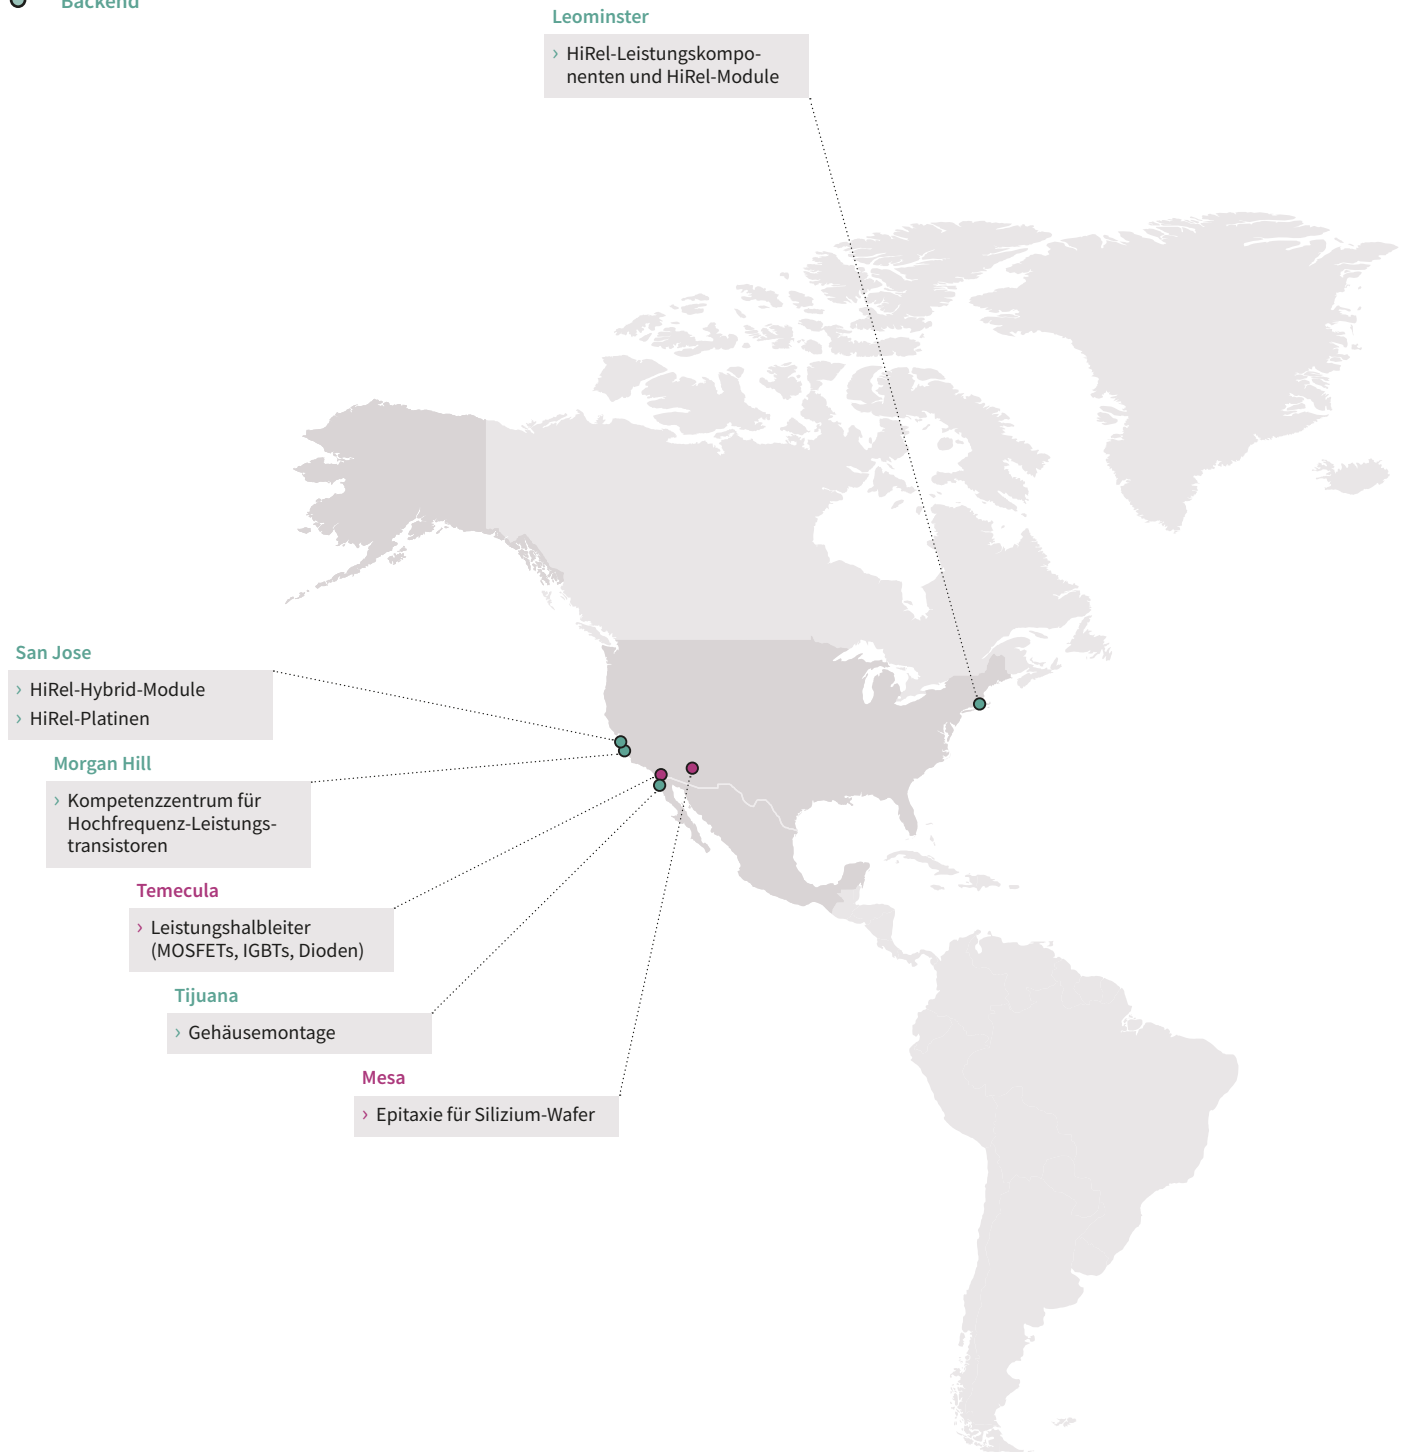 Backend
Leominster
› HiRel-Leistungskompo-
nenten und HiRel-Module
San Jose
› HiRel-Hybrid-Module
› HiRel-Platinen
Morgan Hill
› Kompetenzzentrum für
Hochfrequenz-Leistungs-
transistoren
Temecula
› Leistungshalbleiter
(MOSFETs, IGBTs, Dioden)
Tijuana
› Gehäusemontage
Mesa
› Epitaxie für Silizium-Wafer